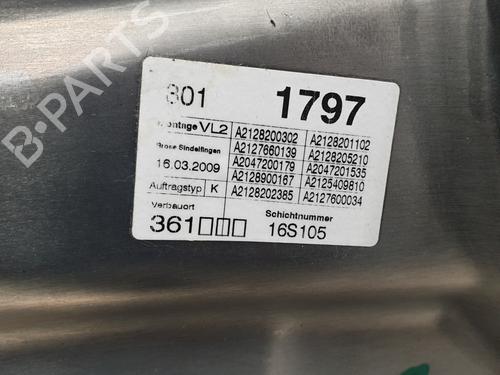 B-PARTS
301 1797
Montage VL2 A2128200302 A2128201102
Brose Sindelfingen A2127660139 A2128205210
16.03.2009 A2047200179 A2047201535
A2128900167 A2125409810
Auftragstyp K A2128202385 A2127600034
Verbauort Schichtnummer
361 16S105